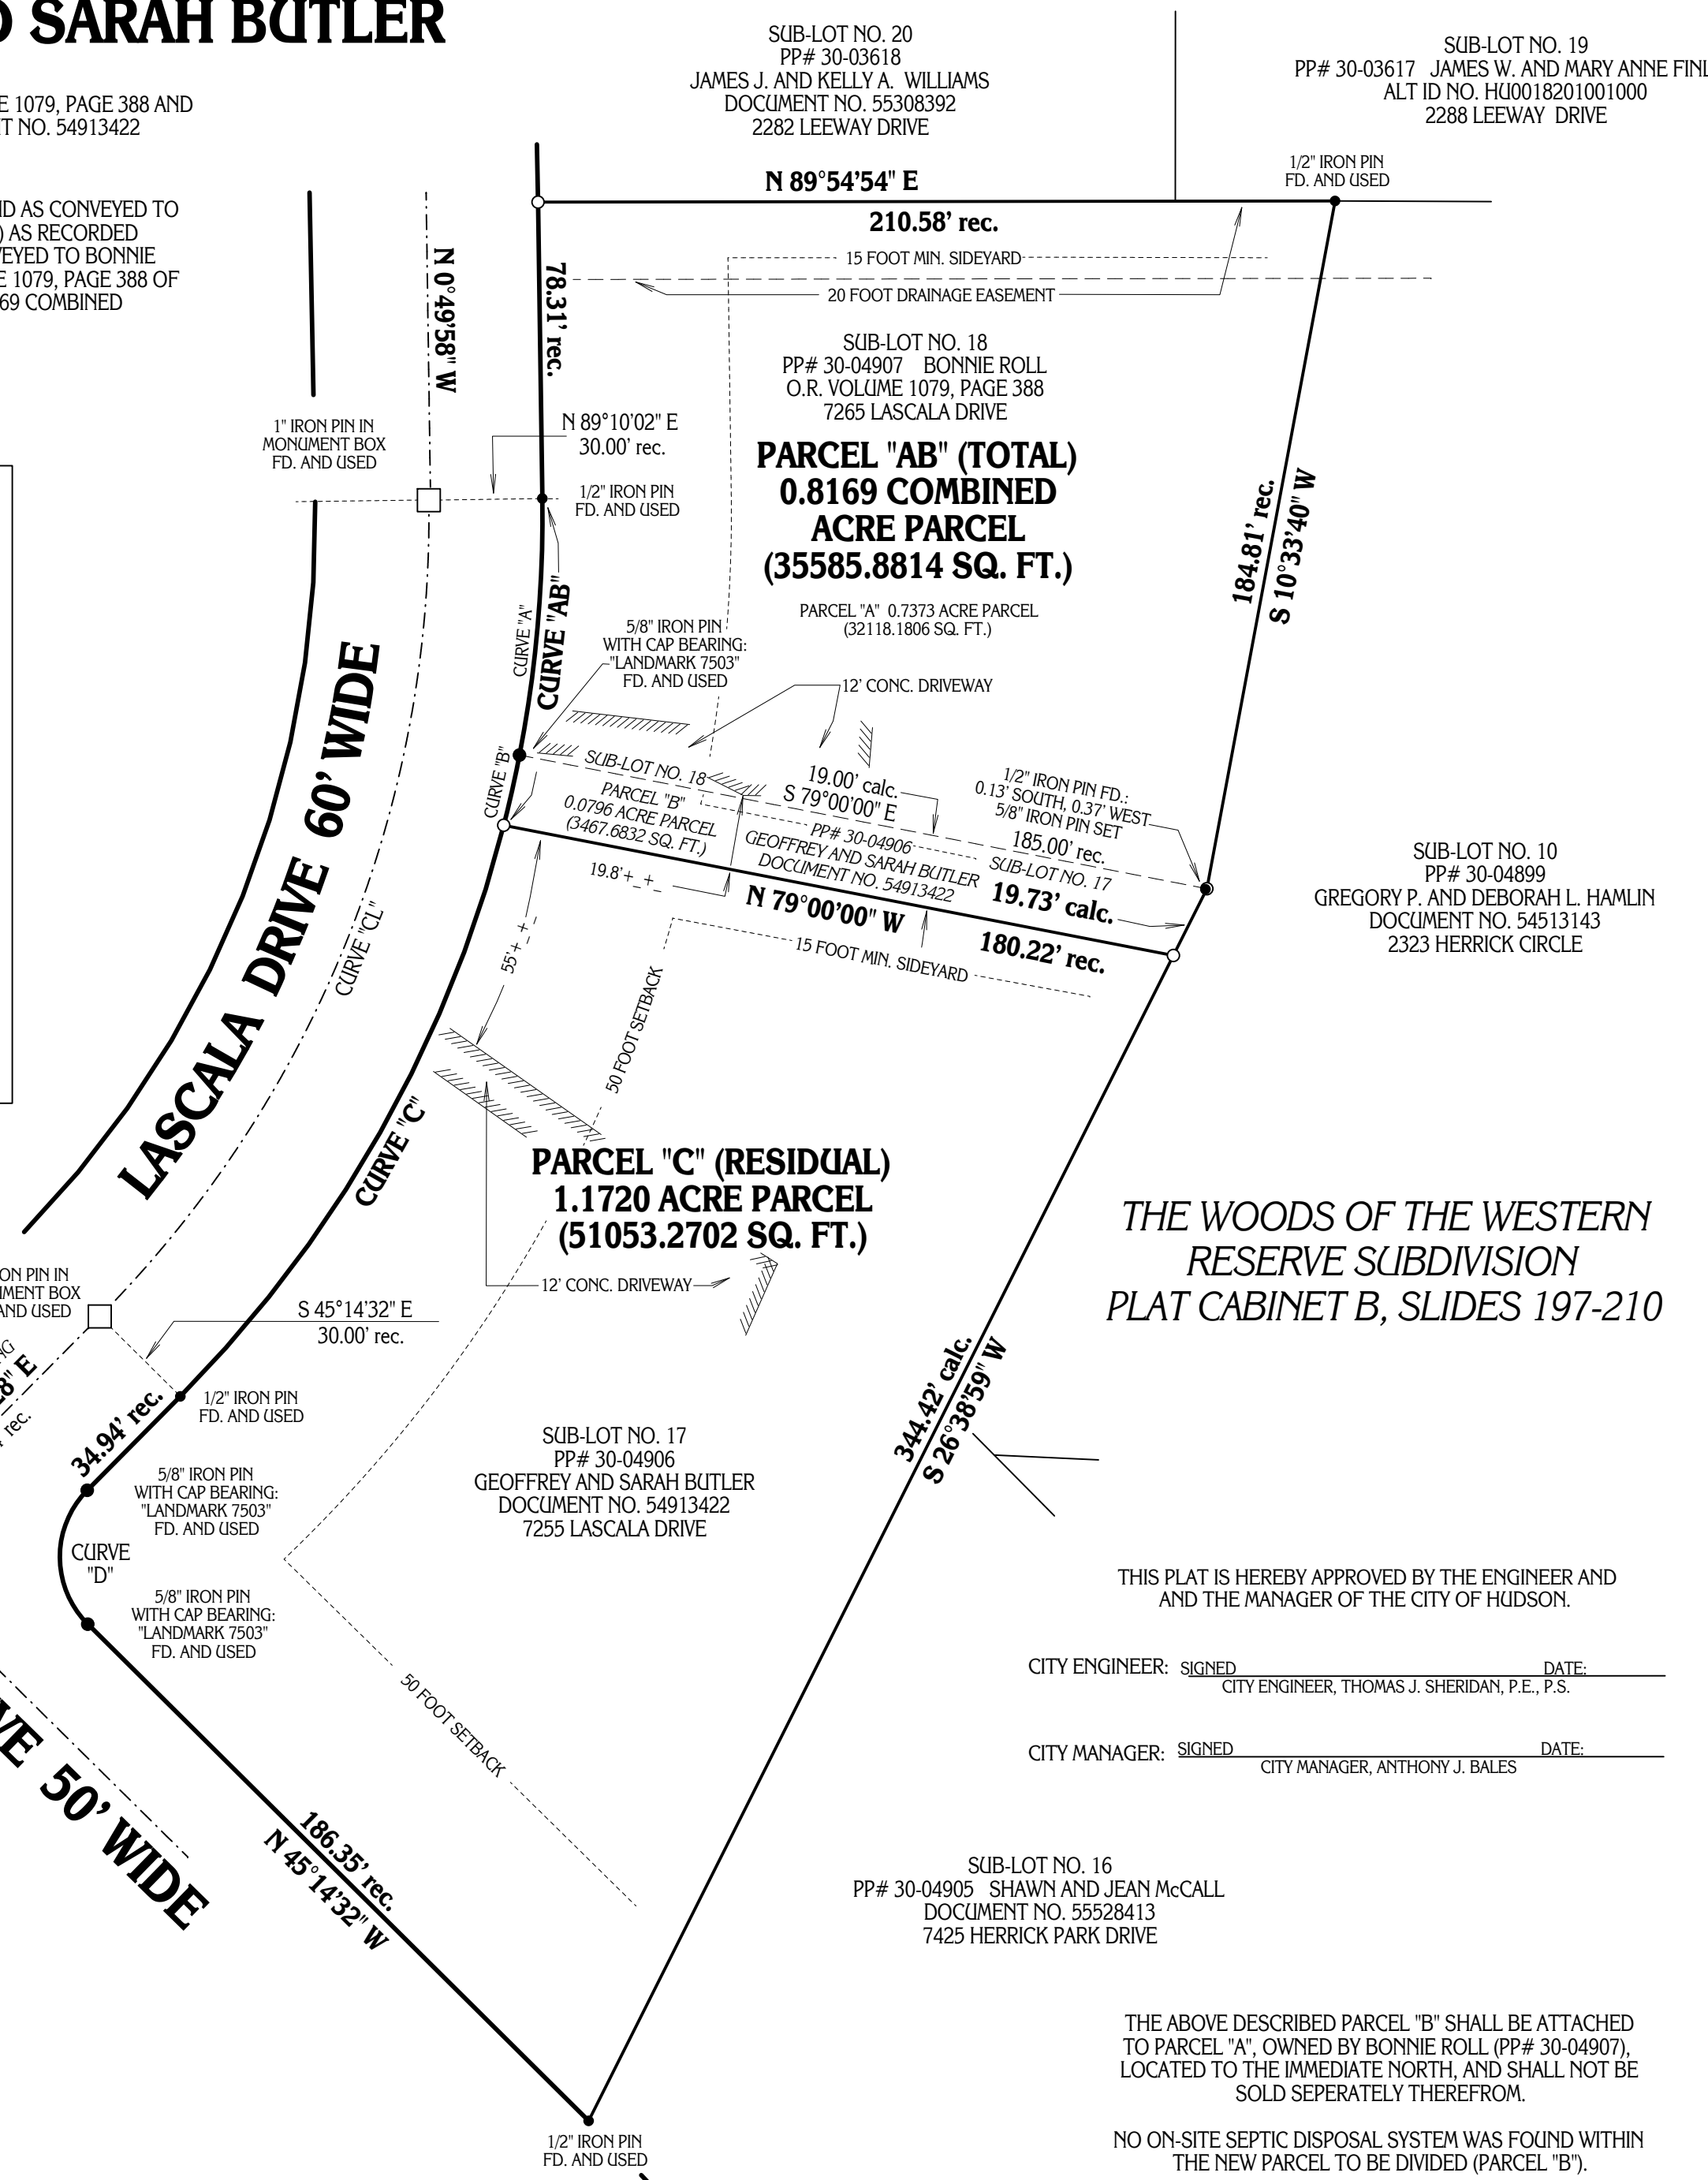 SARAH BUTLER
E 1079, PAGE 388 AND
T NO. 54913422
ID AS CONVEYED TO
) AS RECORDED
VEYED TO BONNIE
E 1079, PAGE 388 OF
69 COMBINED
SUB-LOT NO. 20
PP# 30-03618
JAMES J. AND KELLY A. WILLIAMS
DOCUMENT NO. 55308392
2282 LEEWAY DRIVE
SUB-LOT NO. 19
PP# 30-03617 JAMES W. AND MARY ANNE FINL
ALT ID NO. HU0018201001000
2288 LEEWAY DRIVE
1/2" IRON PIN
FD. AND USED
N 89°54'54" E
210.58' rec.
15 FOOT MIN. SIDEYARD
20 FOOT DRAINAGE EASEMENT
N 0°49'58" W
78.31' rec.
SUB-LOT NO. 18
PP# 30-04907 BONNIE ROLL
O.R. VOLUME 1079, PAGE 388
7265 LASCALA DRIVE
1" IRON PIN IN
MONUMENT BOX
FD. AND USED
N 89°10'02" E
30.00' rec.
1/2" IRON PIN
FD. AND USED
PARCEL "AB" (TOTAL)
0.8169 COMBINED
ACRE PARCEL
(35585.8814 SQ. FT.)
PARCEL "A" 0.7373 ACRE PARCEL
(32118.1806 SQ. FT.)
184.81' rec.
S 10°33'40" W
CURVE "A"
CURVE "AB"
5/8" IRON PIN
WITH CAP BEARING:
"LANDMARK 7503"
FD. AND USED
12' CONC. DRIVEWAY
CURVE "B"
SUB-LOT NO. 18
PARCEL "B"
0.0796 ACRE PARCEL
(3467.6832 SQ. FT.)
19.00' calc.
S 79°00'00" E
1/2" IRON PIN FD.:
0.13' SOUTH, 0.37' WEST
5/8" IRON PIN SET
185.00' rec.
PP# 30-04906
GEOFFREY AND SARAH BUTLER
DOCUMENT NO. 54913422
SUB-LOT NO. 17
19.73' calc.
19.8'+_+_
N 79°00'00" W
180.22' rec.
15 FOOT MIN. SIDEYARD
55'+_+_
50 FOOT SETBACK
SUB-LOT NO. 10
PP# 30-04899
GREGORY P. AND DEBORAH L. HAMLIN
DOCUMENT NO. 54513143
2323 HERRICK CIRCLE
LASCALA DRIVE 60' WIDE
CURVE "CL"
CURVE "C"
PARCEL "C" (RESIDUAL)
1.1720 ACRE PARCEL
(51053.2702 SQ. FT.)
12' CONC. DRIVEWAY
THE WOODS OF THE WESTERN
RESERVE SUBDIVISION
PLAT CABINET B, SLIDES 197-210
ON PIN IN
MENT BOX
AND USED
S 45°14'32" E
30.00' rec.
8" E
rec.
1/2" IRON PIN
FD. AND USED
34.94' rec.
344.42' calc.
S 26°38'59" W
5/8" IRON PIN
WITH CAP BEARING:
"LANDMARK 7503"
FD. AND USED
SUB-LOT NO. 17
PP# 30-04906
GEOFFREY AND SARAH BUTLER
DOCUMENT NO. 54913422
7255 LASCALA DRIVE
CURVE
"D"
5/8" IRON PIN
WITH CAP BEARING:
"LANDMARK 7503"
FD. AND USED
THIS PLAT IS HEREBY APPROVED BY THE ENGINEER AND
AND THE MANAGER OF THE CITY OF HUDSON.
CITY ENGINEER: SIGNED DATE:
CITY ENGINEER, THOMAS J. SHERIDAN, P.E., P.S.
CITY MANAGER: SIGNED DATE:
CITY MANAGER, ANTHONY J. BALES
50 FOOT SETBACK
VE 50' WIDE
186.35' rec.
N 45°14'32" W
SUB-LOT NO. 16
PP# 30-04905 SHAWN AND JEAN McCALL
DOCUMENT NO. 55528413
7425 HERRICK PARK DRIVE
THE ABOVE DESCRIBED PARCEL "B" SHALL BE ATTACHED
TO PARCEL "A", OWNED BY BONNIE ROLL (PP# 30-04907),
LOCATED TO THE IMMEDIATE NORTH, AND SHALL NOT BE
SOLD SEPERATELY THEREFROM.
1/2" IRON PIN
FD. AND USED
NO ON-SITE SEPTIC DISPOSAL SYSTEM WAS FOUND WITHIN
THE NEW PARCEL TO BE DIVIDED (PARCEL "B").